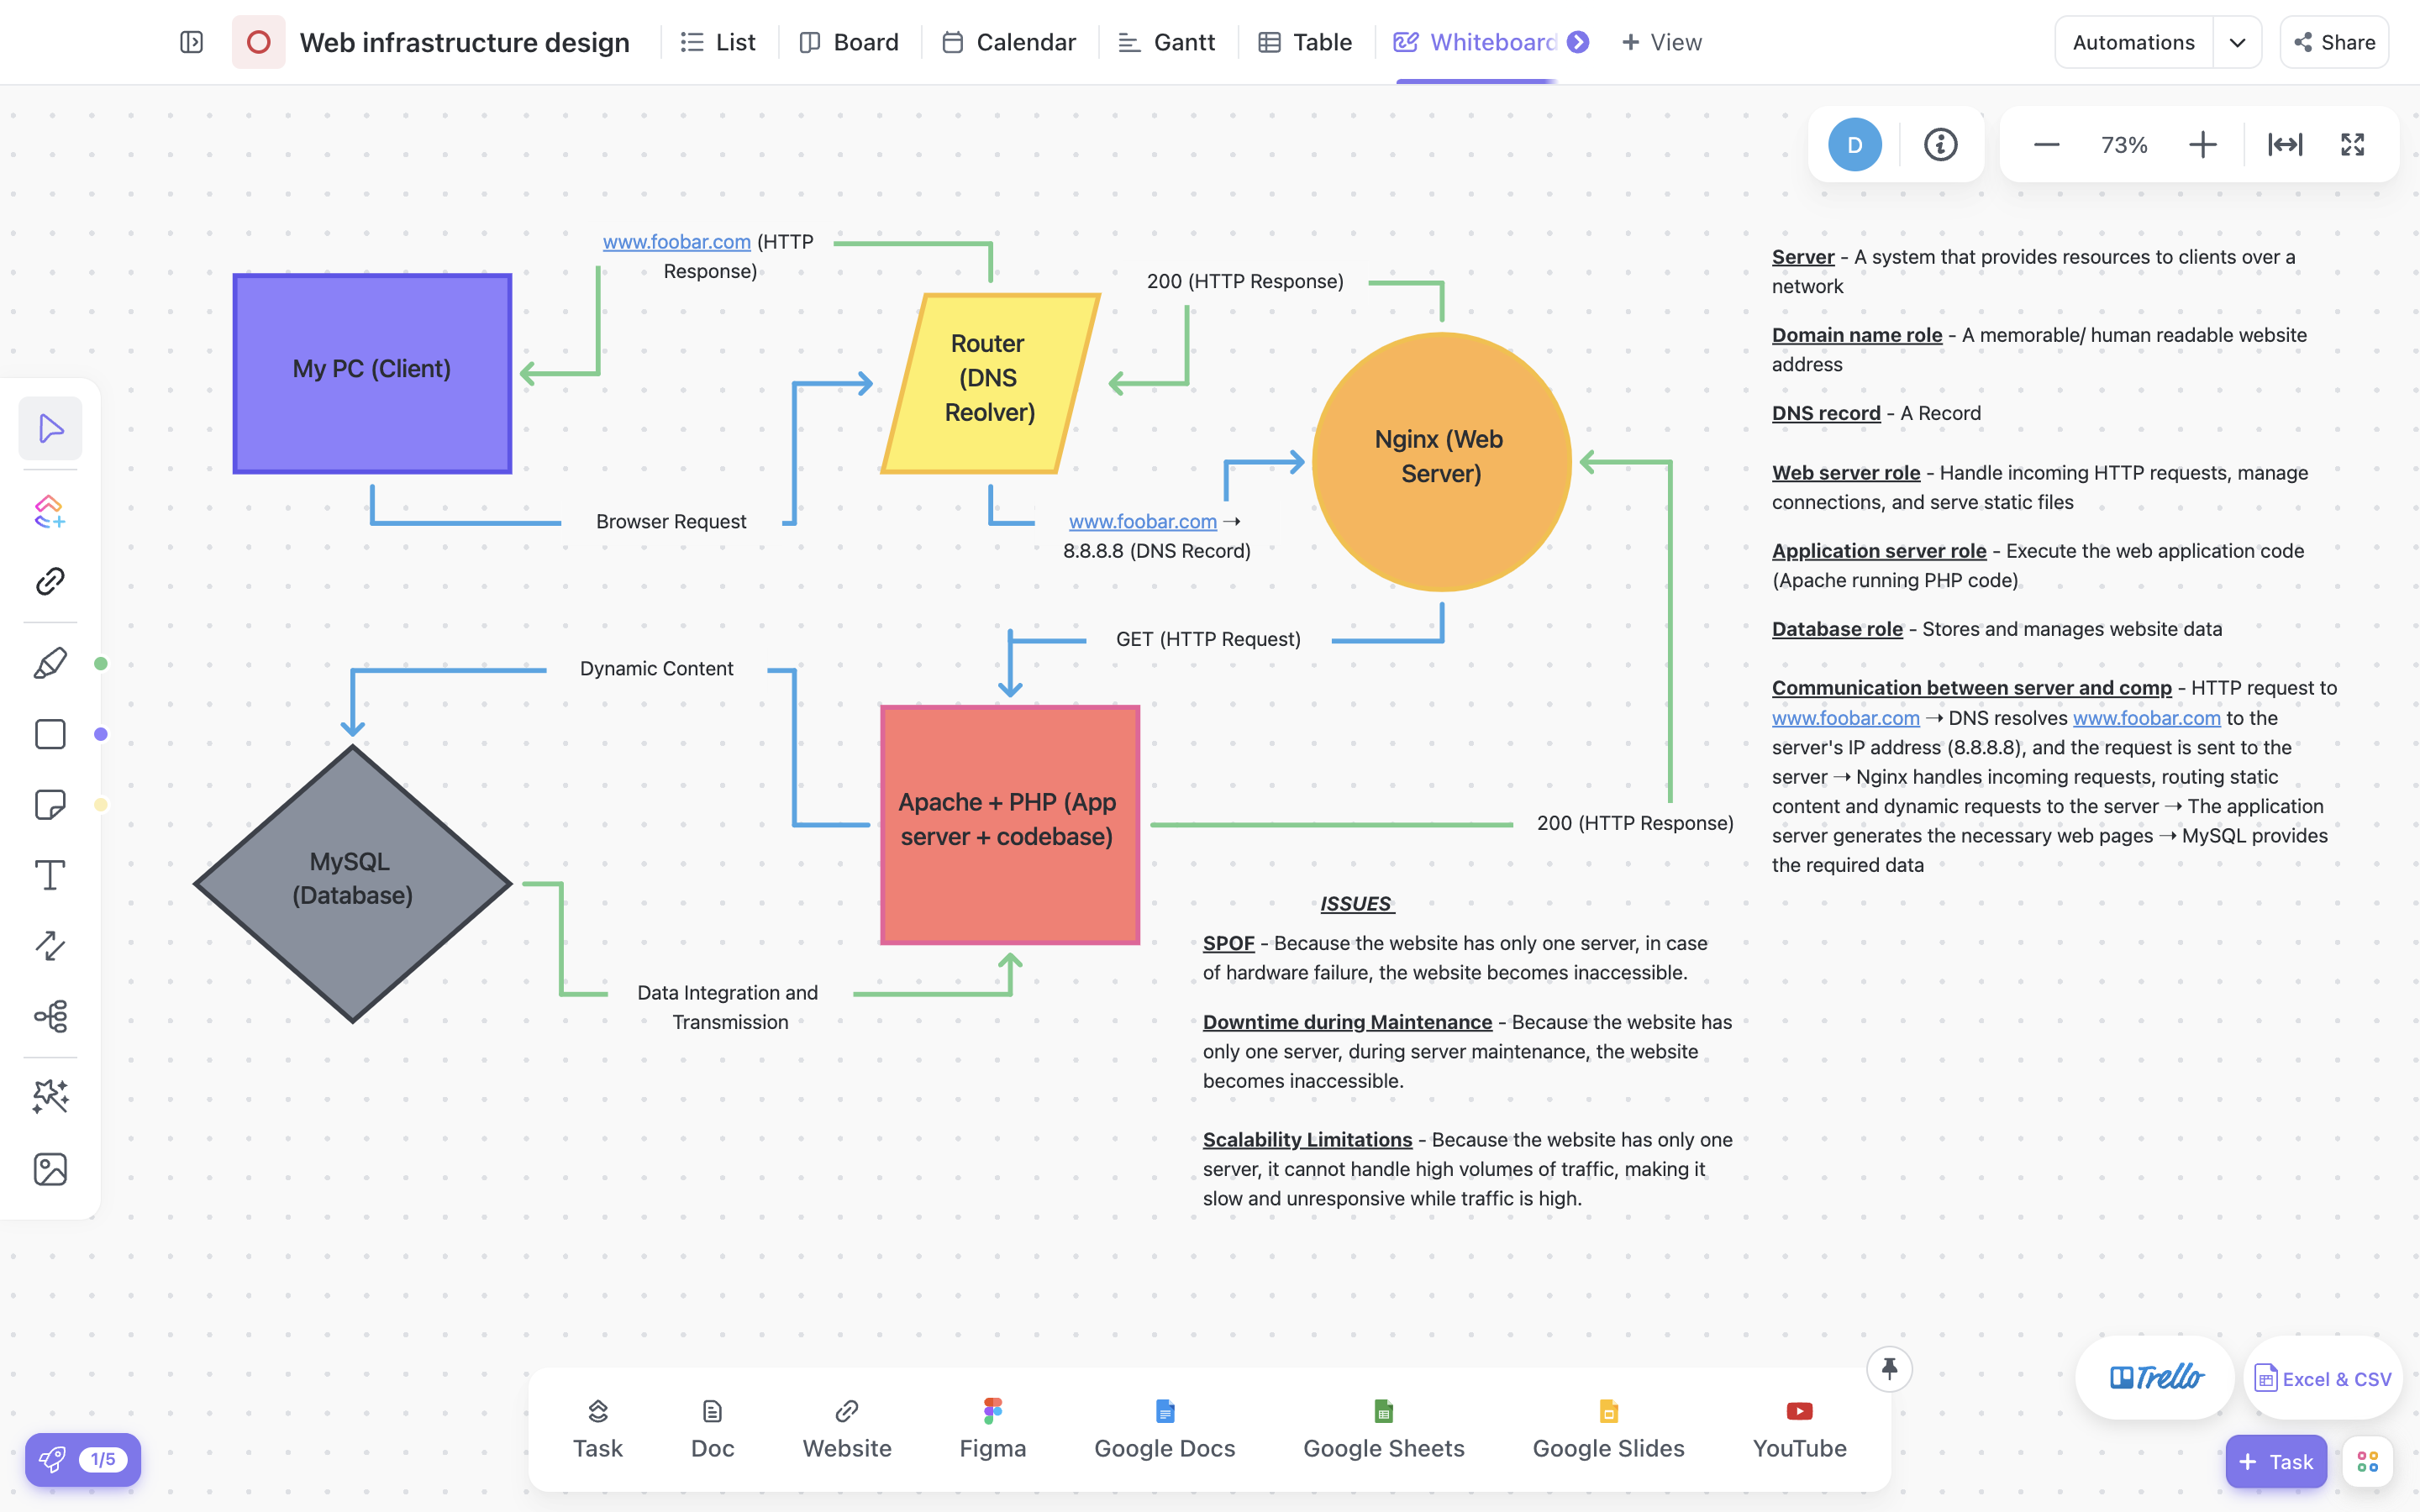 Web infrastructure design
List
Board
Calendar
Gantt
Table
Whiteboard
View
Automations
Share
D
73%
www.foobar.com (HTTP
Response)
My PC (Client)
Router
(DNS
Reolver)
200 (HTTP Response)
Nginx (Web
Server)
Browser Request
www.foobar.com →
8.8.8.8 (DNS Record)
GET (HTTP Request)
Dynamic Content
Apache + PHP (App
server + codebase)
200 (HTTP Response)
MySQL
(Database)
Data Integration and
Transmission
Server - A system that provides resources to clients over a
network
Domain name role - A memorable/ human readable website
address
DNS record - A Record
Web server role - Handle incoming HTTP requests, manage
connections, and serve static files
Application server role - Execute the web application code
(Apache running PHP code)
Database role - Stores and manages website data
Communication between server and comp - HTTP request to
www.foobar.com → DNS resolves www.foobar.com to the
server's IP address (8.8.8.8), and the request is sent to the
server → Nginx handles incoming requests, routing static
content and dynamic requests to the server → The application
server generates the necessary web pages → MySQL provides
the required data
ISSUES
SPOF - Because the website has only one server, in case
of hardware failure, the website becomes inaccessible.
Downtime during Maintenance - Because the website has
only one server, during server maintenance, the website
becomes inaccessible.
Scalability Limitations - Because the website has only one
server, it cannot handle high volumes of traffic, making it
slow and unresponsive while traffic is high.
Trello
Excel & CSV
Task
Doc
Website
Figma
Google Docs
Google Sheets
Google Slides
YouTube
1/5
+ Task